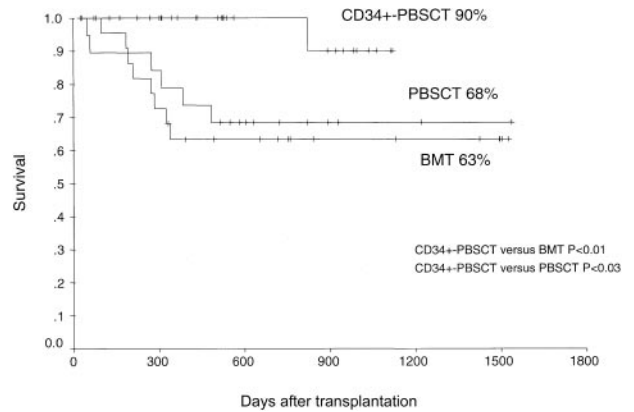 1.0
.9
.8
.7
.6
.5
.4
.3
.2
.1
0.0
Survival
CD34+-PBSCT 90%
PBSCT 68%
BMT 63%
CD34+-PBSCT versus BMT P<0.01
CD34+-PBSCT versus PBSCT P<0.03
0 300 600 900 1200 1500 1800
Days after transplantation